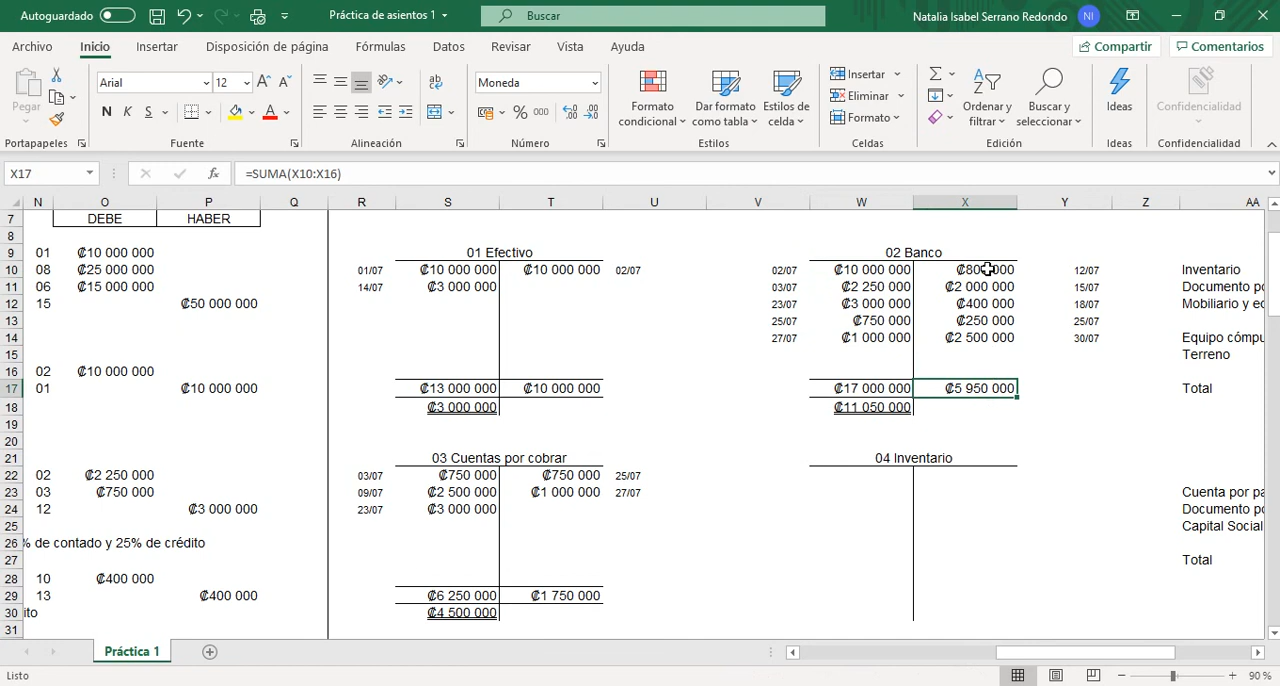 Autoguardado
Práctica de asientos 1
Buscar
Natalia Isabel Serrano Redondo NI
Archivo Inicio Insertar Disposición de página Fórmulas Datos Revisar Vista Ayuda Compartir Comentarios
Pegar
Arial 12
N K S
Moneda
% 000
Formato condicional
Dar formato como tabla
Estilos de celda
Insertar
Eliminar
Formato
Ordenar y filtrar
Buscar y seleccionar
Ideas
Confidencialidad
Portapapeles Fuente Alineación Número Estilos Celdas Edición Ideas Confidencialidad
X17 fx =SUMA(X10:X16)
N O P Q R S T U V W X Y Z AA
7 DEBE HABER
8
9 01 ₡10 000 000 01 Efectivo 02 Banco
10 08 ₡25 000 000 01/07 ₡10 000 000 ₡10 000 000 02/07 02/07 ₡10 000 000 12/07 Inventario
11 06 ₡15 000 000 14/07 ₡3 000 000 03/07 ₡2 250 000 ₡2 000 000 15/07 Documento
12 15 ₡50 000 000 23/07 ₡3 000 000 ₡400 000 18/07 Mobiliario y
13 25/07 ₡750 000 ₡250 000 25/07
14 27/07 ₡1 000 000 ₡2 500 000 30/07 Equipo
15 Terreno
16 02 ₡10 000 000
17 01 ₡10 000 000 ₡13 000 000 ₡10 000 000 ₡17 000 000 ₡5 950 000 Total
18 ₡3 000 000 ₡11 050 000
19
20
21 03 Cuentas por cobrar 04 Inventario
22 02 ₡2 250 000 03/07 ₡750 000 ₡750 000 25/07
23 03 ₡750 000 09/07 ₡2 500 000 ₡1 000 000 27/07 Cuenta por
24 12 ₡3 000 000 23/07 ₡3 000 000 Documento
25 Capital Social
26 % de contado y 25% de crédito
27 Total
28 10 ₡400 000
29 13 ₡400 000 ₡6 250 000 ₡1 750 000
30 ito ₡4 500 000
31
Práctica 1
Listo 90 %